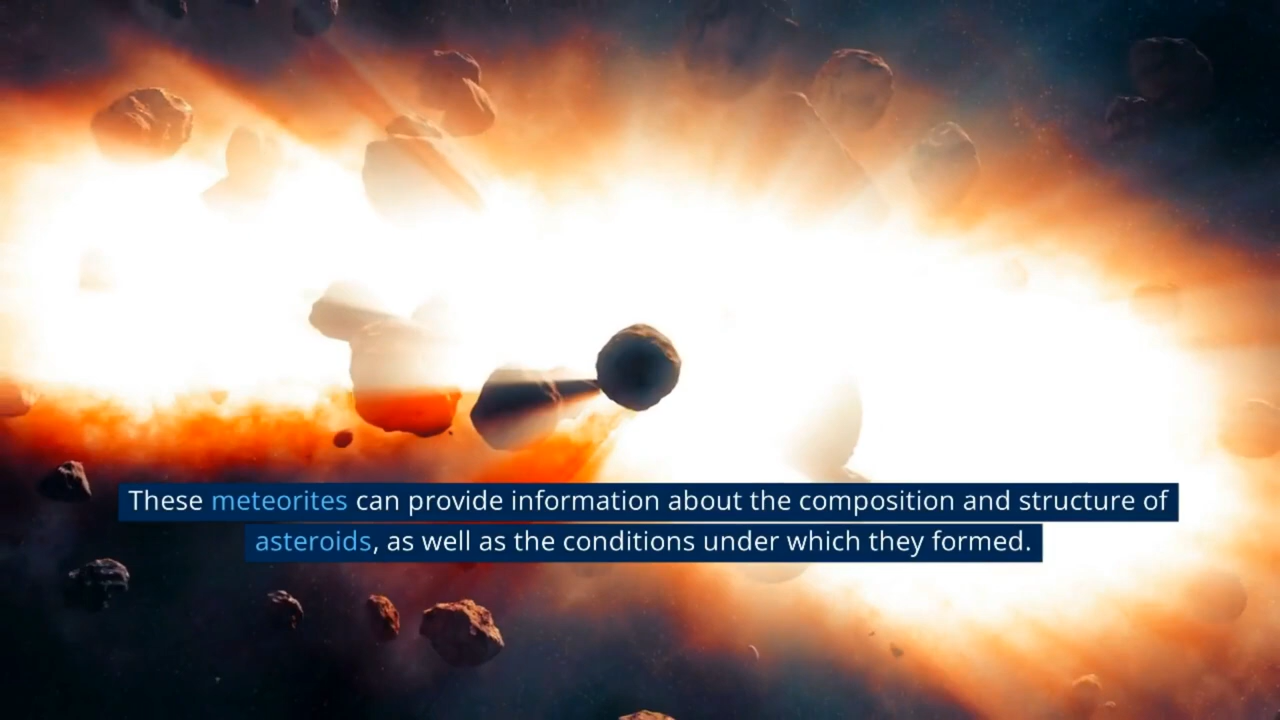 These meteorites can provide information about the composition and structure of
asteroids, as well as the conditions under which they formed.